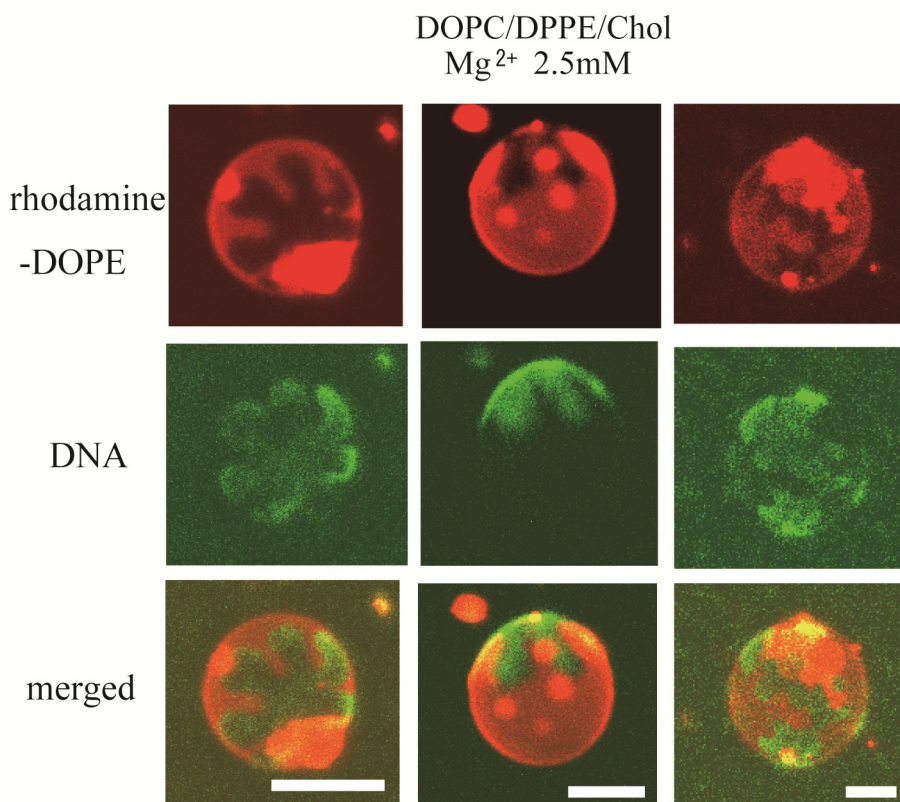 DOPC/DPPE/Chol
Mg²⁺ 2.5mM
rhodamine
-DOPE
DNA
merged